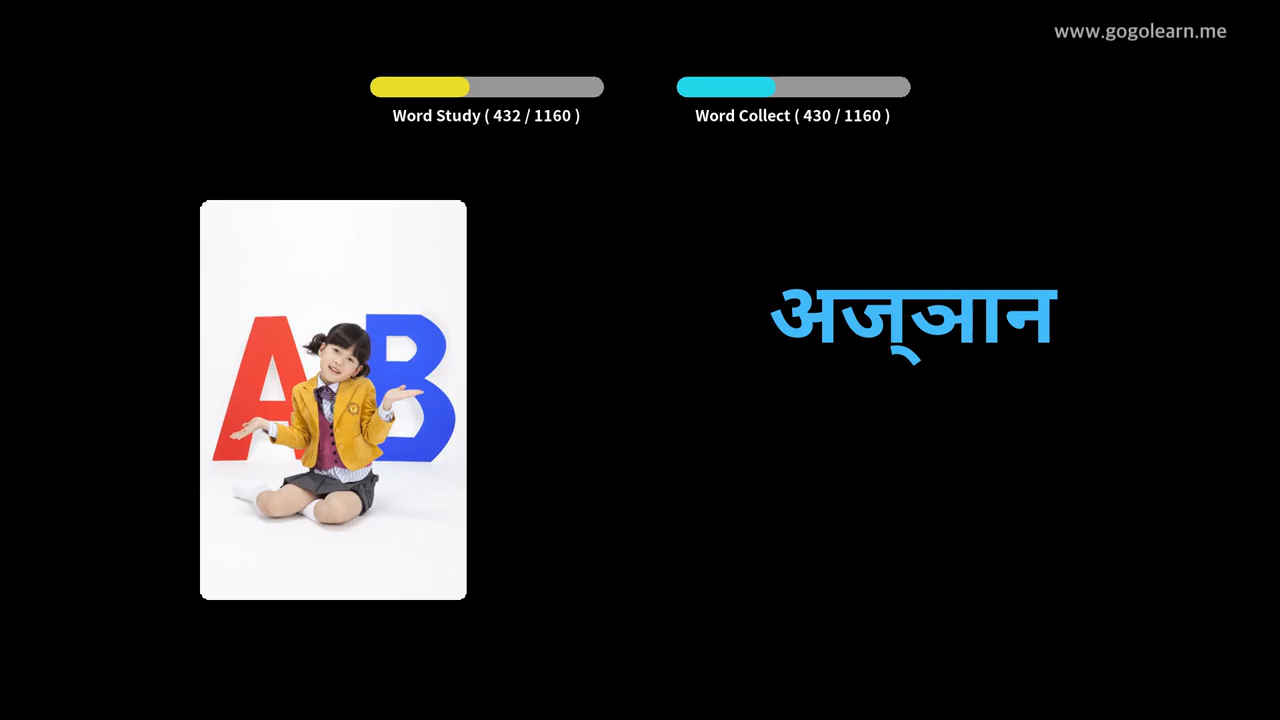 www.gogolearn.me
Word Study ( 432 / 1160 )
Word Collect ( 430 / 1160 )
A B
अज्‌ञान